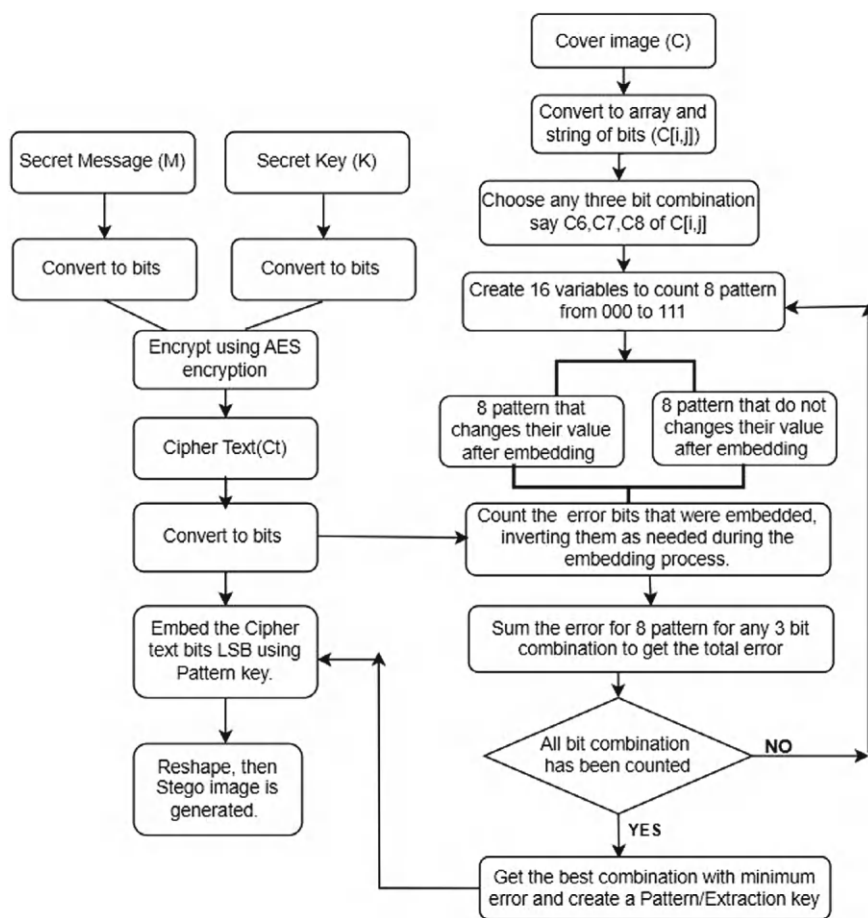 Cover image (C)
Convert to array and
string of bits (C[i,j])
Secret Message (M)
Secret Key (K)
Choose any three bit combination
say C6,C7,C8 of C[i,j]
Convert to bits
Convert to bits
Create 16 variables to count 8 pattern
from 000 to 111
Encrypt using AES
encryption
8 pattern that
changes their value
after embedding
8 pattern that do not
changes their value
after embedding
Cipher Text(Ct)
Convert to bits
Count the error bits that were embedded,
inverting them as needed during the
embedding process.
Embed the Cipher
text bits LSB using
Pattern key.
Sum the error for 8 pattern for any 3 bit
combination to get the total error
Reshape, then
Stego image is
generated.
All bit combination
has been counted
NO
YES
Get the best combination with minimum
error and create a Pattern/Extraction key